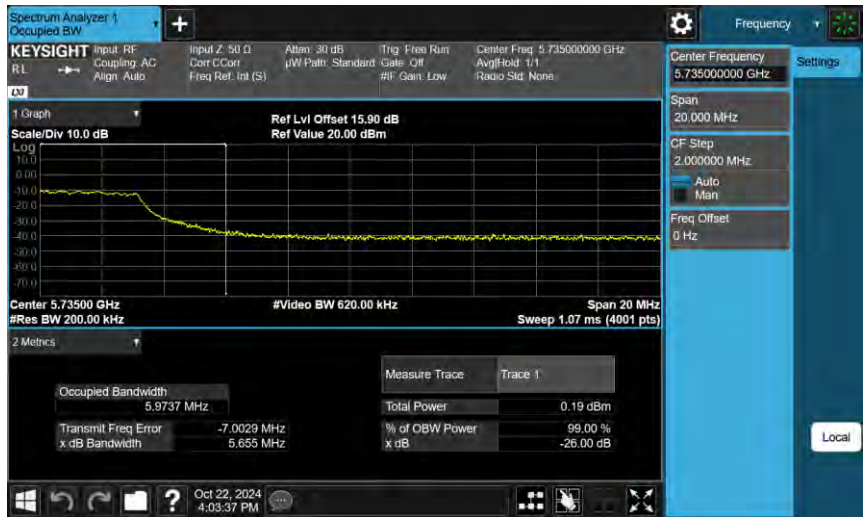 Spectrum Analyzer 1
Occupied BW
+
Frequency
KEYSIGHT
RL
LXI
Input: RF
Coupling: AC
Align: Auto
Input Z: 50 Ω
Corr CCorr
Freq Ref: Int (S)
Atten: 30 dB
µW Path: Standard
Trig: Free Run
Gate: Off
#IF Gain: Low
Center Freq: 5.735000000 GHz
Avg|Hold: 1/1
Radio Std: None
1 Graph
Scale/Div 10.0 dB
Ref Lvl Offset 15.90 dB
Ref Value 20.00 dBm
Log
10.0
0.00
-10.0
-20.0
-30.0
-40.0
-50.0
-60.0
-70.0
Center 5.73500 GHz
#Res BW 200.00 kHz
#Video BW 620.00 kHz
Span 20 MHz
Sweep 1.07 ms (4001 pts)
2 Metrics
Measure Trace Trace 1
Occupied Bandwidth
5.9737 MHz
Total Power 0.19 dBm
Transmit Freq Error -7.0029 MHz
% of OBW Power 99.00 %
x dB Bandwidth 5.655 MHz
x dB -26.00 dB
Center Frequency
5.735000000 GHz
Settings
Span
20.000 MHz
CF Step
2.000000 MHz
Auto
Man
Freq Offset
0 Hz
Local
?
Oct 22, 2024
4:03:37 PM